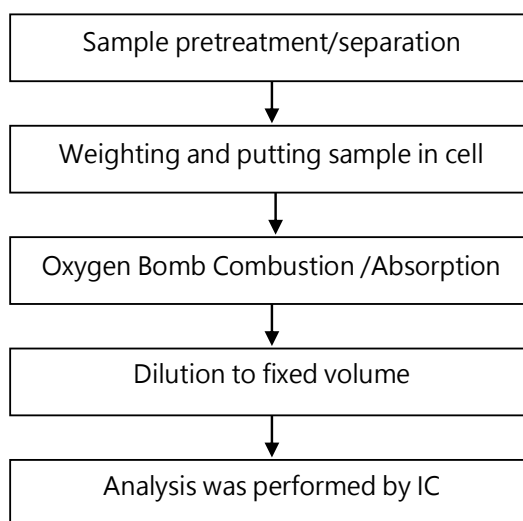 Sample pretreatment/separation
Weighting and putting sample in cell
Oxygen Bomb Combustion /Absorption
Dilution to fixed volume
Analysis was performed by IC